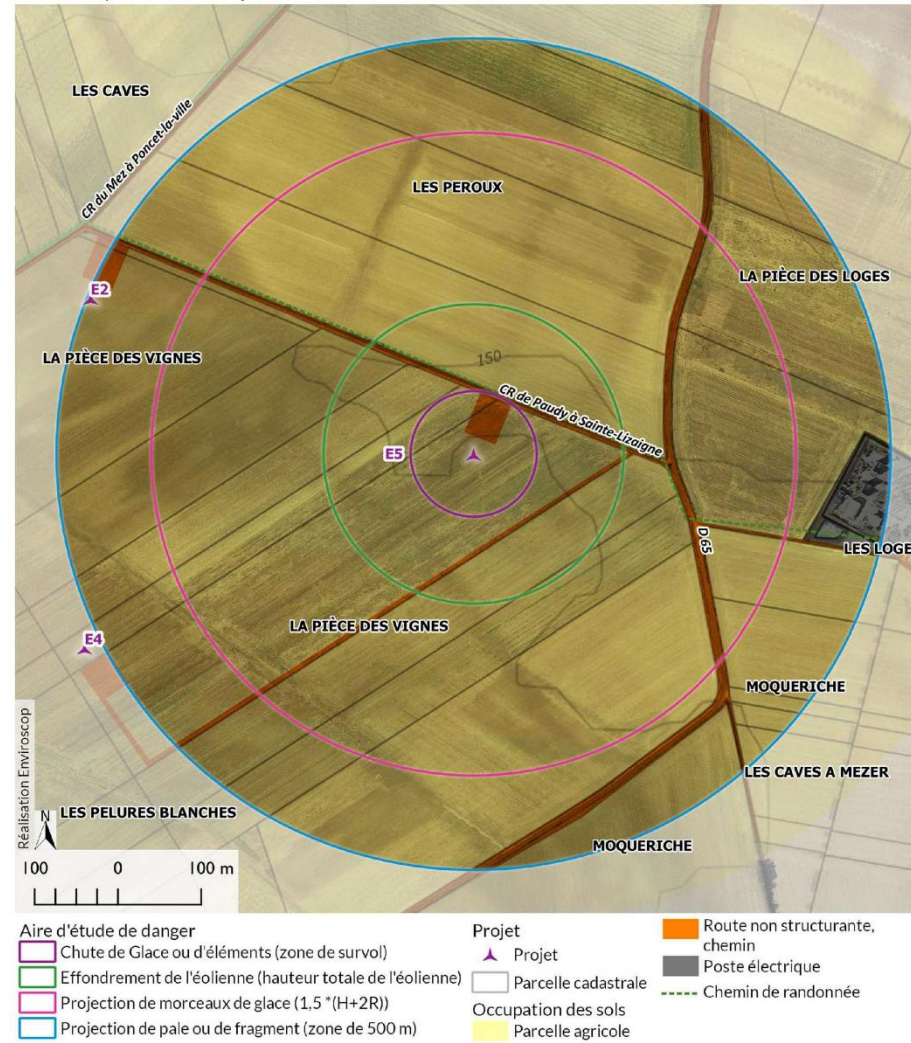 LES CAVES
CR du Mez à Poncet-la-ville
LES PEROUX
LA PIÈCE DES LOGES
E2
LA PIÈCE DES VIGNES
150
CR de Paudy à Sainte-Lizaigne
E5
D 65
LES LOGE
LA PIÈCE DES VIGNES
E4
MOQUERICHE
LES CAVES A MEZER
LES PELURES BLANCHES
MOQUERICHE
Réalisation Enviroscop
N
100 0 100 m
Aire d'étude de danger
Chute de Glace ou d'éléments (zone de survol)
Effondrement de l'éolienne (hauteur totale de l'éolienne)
Projection de morceaux de glace (1,5 *(H+2R))
Projection de pale ou de fragment (zone de 500 m)
Projet
Projet
Parcelle cadastrale
Occupation des sols
Parcelle agricole
Route non structurante,
chemin
Poste électrique
Chemin de randonnée